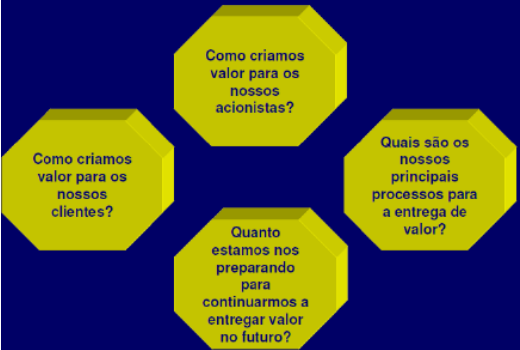 Como criamos
valor para os
nossos
acionistas?
Como criamos
valor para os
nossos
clientes?
Quais são os
nossos
principais
processos para
a entrega de
valor?
Quanto
estamos nos
preparando
para
continuarmos a
entregar valor
no futuro?